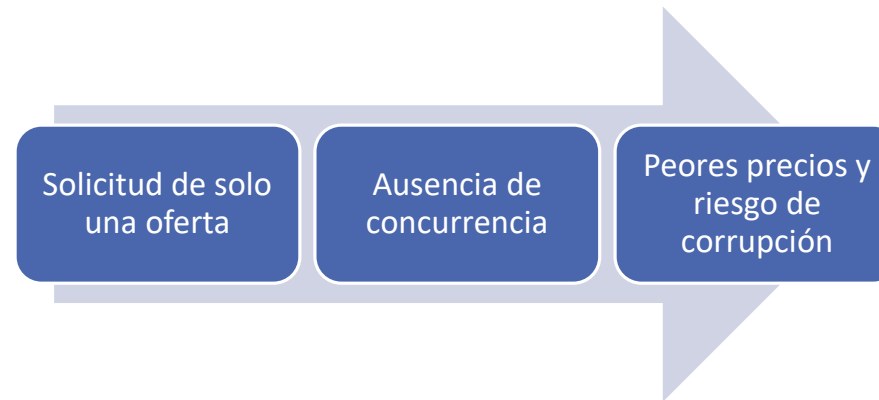 Solicitud de solo
una oferta
Ausencia de
concurrencia
Peores precios y
riesgo de
corrupción